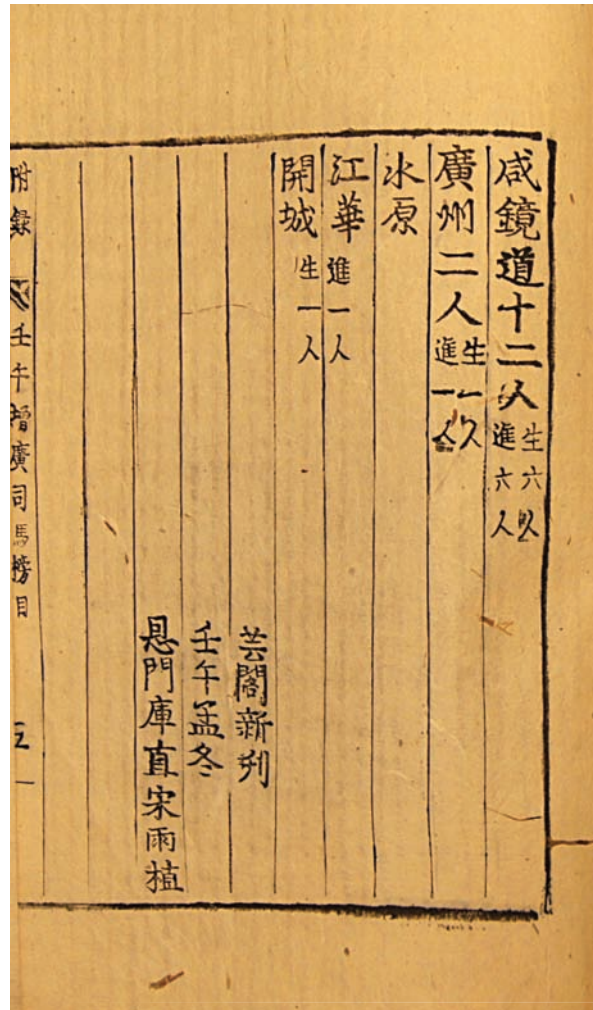 咸鏡道十二人 生六人 進六人
廣州二人 生一人 進一人
水原
江華 進一人
開城 生一人
芸閣新刋
壬午孟冬
恩門庫直宋雨植
附錄 壬午增廣司馬榜目 五